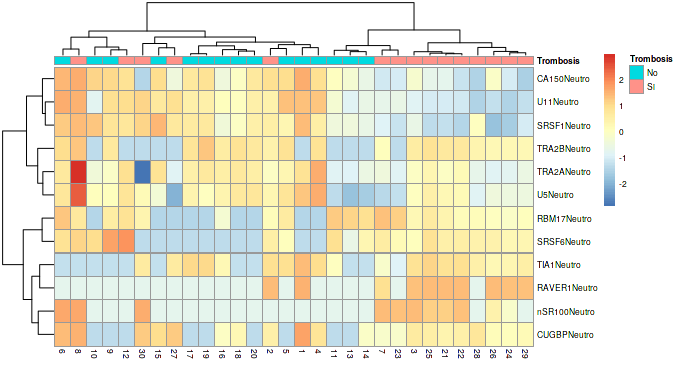 Trombosis
CA150Neutro
U11Neutro
SRSF1Neutro
TRA2BNeutro
TRA2ANeutro
U5Neutro
RBM17Neutro
SRSF6Neutro
TIA1Neutro
RAVER1Neutro
nSR100Neutro
CUGBPNeutro
6 8 10 9 12 30 15 27 17 19 16 18 20 2 5 1 4 11 13 14 7 23 3 25 21 22 28 26 24 29
2
1
0
-1
-2
Trombosis
No
SI